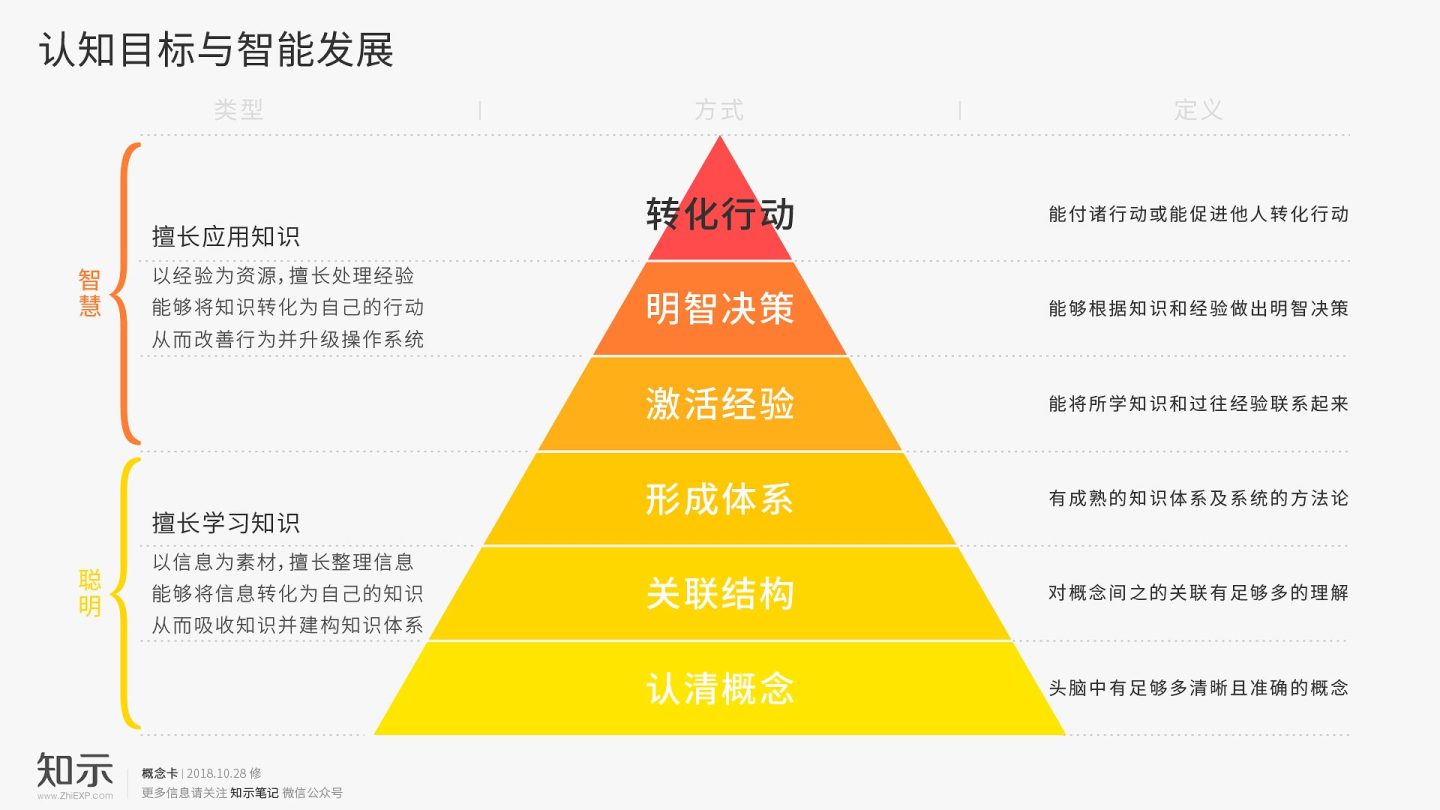 认知目标与智能发展
类型 | 方式 | 定义
智慧
擅长应用知识
以经验为资源，擅长处理经验
能够将知识转化为自己的行动
从而改善行为并升级操作系统
聪明
擅长学习知识
以信息为素材，擅长整理信息
能够将信息转化为自己的知识
从而吸收知识并建构知识体系
转化行动
能付诸行动或能促进他人转化行动
明智决策
能够根据知识和经验做出明智决策
激活经验
能将所学知识和过往经验联系起来
形成体系
有成熟的知识体系及系统的方法论
关联结构
对概念间之的关联有足够多的理解
认清概念
头脑中有足够多清晰且准确的概念
知示
www.ZhiEXP.com
概念卡 | 2018.10.28 修
更多信息请关注 知示笔记 微信公众号